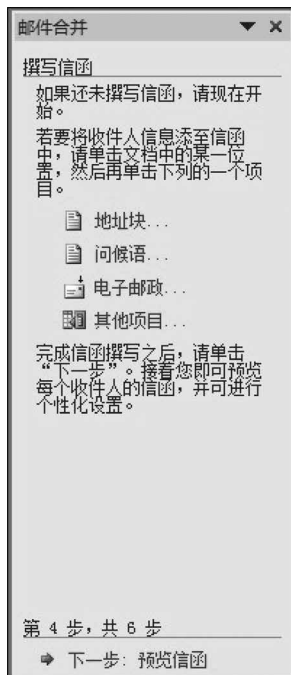 邮件合并
撰写信函
如果还未撰写信函，请现在开
始。
若要将收件人信息添至信函
中，请单击文档中的某一位
置，然后再单击下列的一个项
目。
地址块...
问候语...
电子邮政...
其他项目...
完成信函撰写之后，请单击
“下一步”。接着您即可预览
每个收件人的信函，并可进行
个性化设置。
第 4 步，共 6 步
下一步: 预览信函